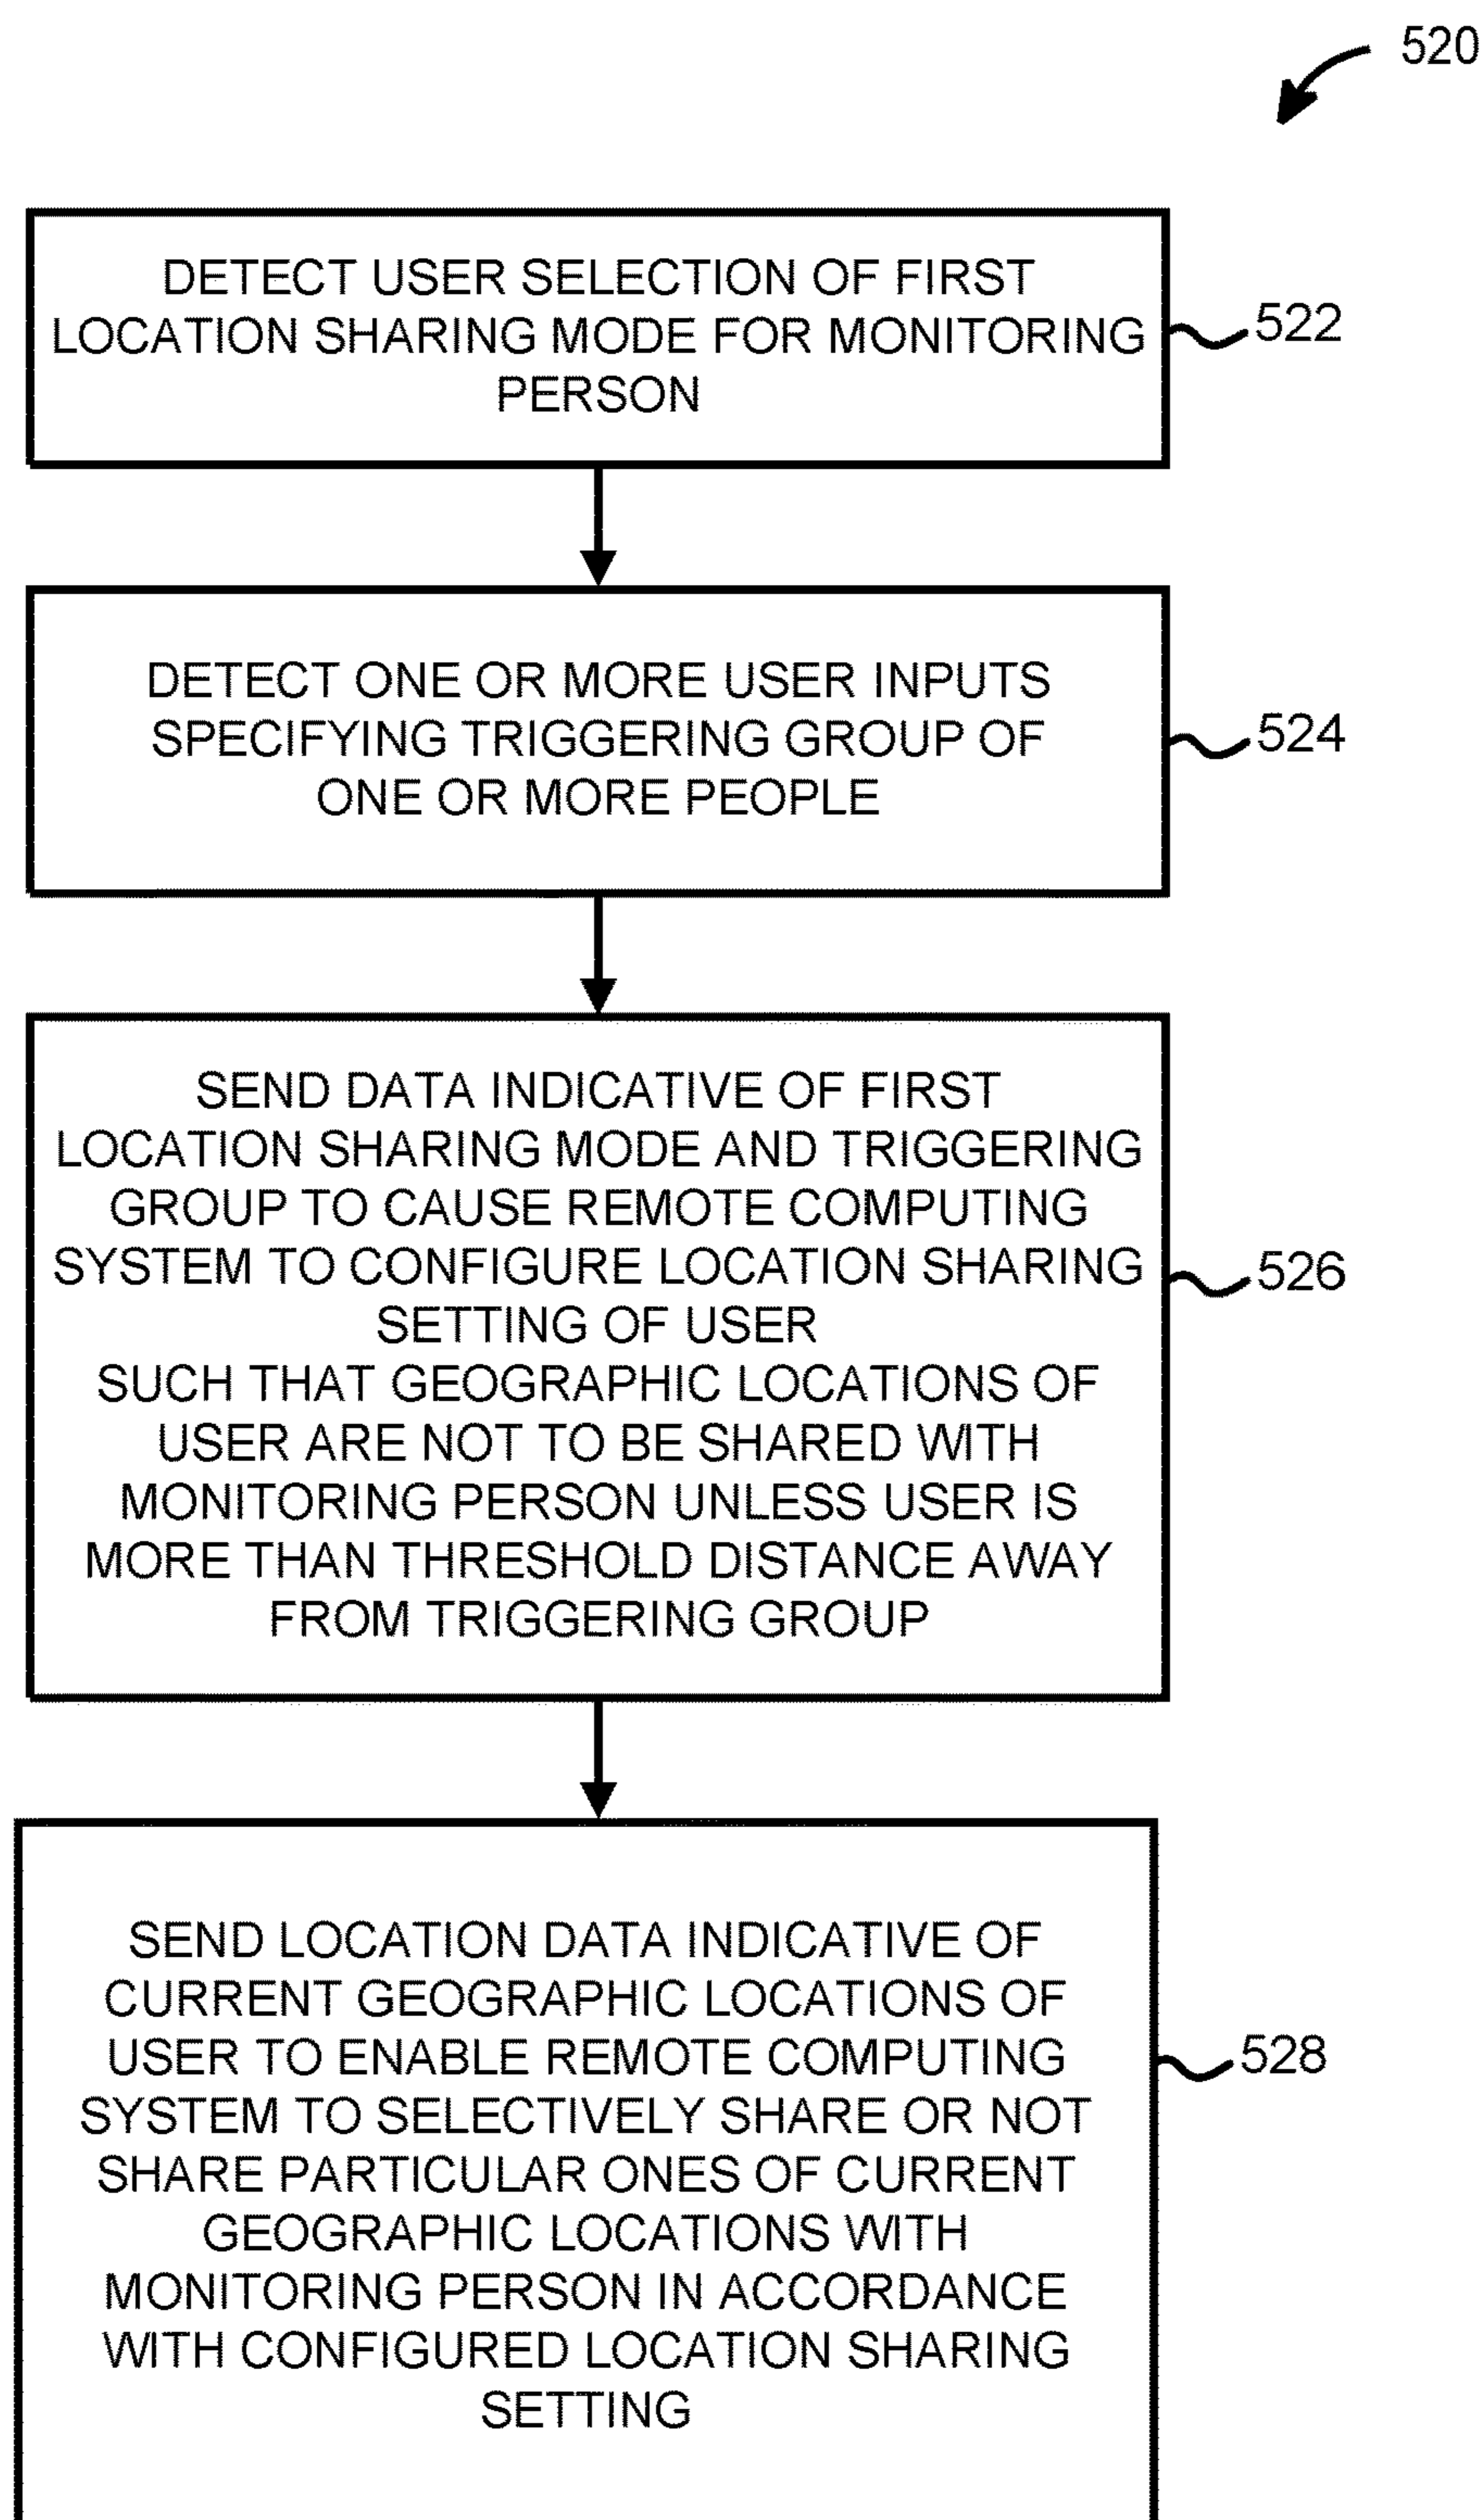 520
DETECT USER SELECTION OF FIRST
LOCATION SHARING MODE FOR MONITORING
PERSON
522
DETECT ONE OR MORE USER INPUTS
SPECIFYING TRIGGERING GROUP OF
ONE OR MORE PEOPLE
524
SEND DATA INDICATIVE OF FIRST
LOCATION SHARING MODE AND TRIGGERING
GROUP TO CAUSE REMOTE COMPUTING
SYSTEM TO CONFIGURE LOCATION SHARING
SETTING OF USER
SUCH THAT GEOGRAPHIC LOCATIONS OF
USER ARE NOT TO BE SHARED WITH
MONITORING PERSON UNLESS USER IS
MORE THAN THRESHOLD DISTANCE AWAY
FROM TRIGGERING GROUP
526
SEND LOCATION DATA INDICATIVE OF
CURRENT GEOGRAPHIC LOCATIONS OF
USER TO ENABLE REMOTE COMPUTING
SYSTEM TO SELECTIVELY SHARE OR NOT
SHARE PARTICULAR ONES OF CURRENT
GEOGRAPHIC LOCATIONS WITH
MONITORING PERSON IN ACCORDANCE
WITH CONFIGURED LOCATION SHARING
SETTING
528